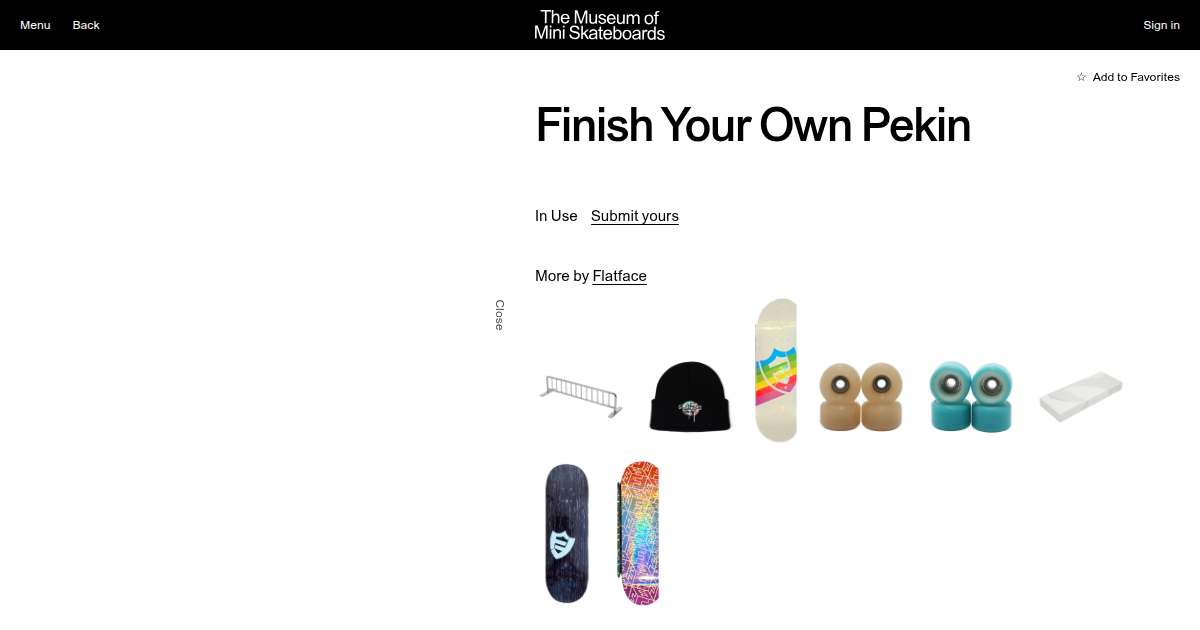 Menu
Back
The Museum of
Mini Skateboards
Sign in
☆ Add to Favorites
Finish Your Own Pekin
In Use Submit yours
More by Flatface
Close